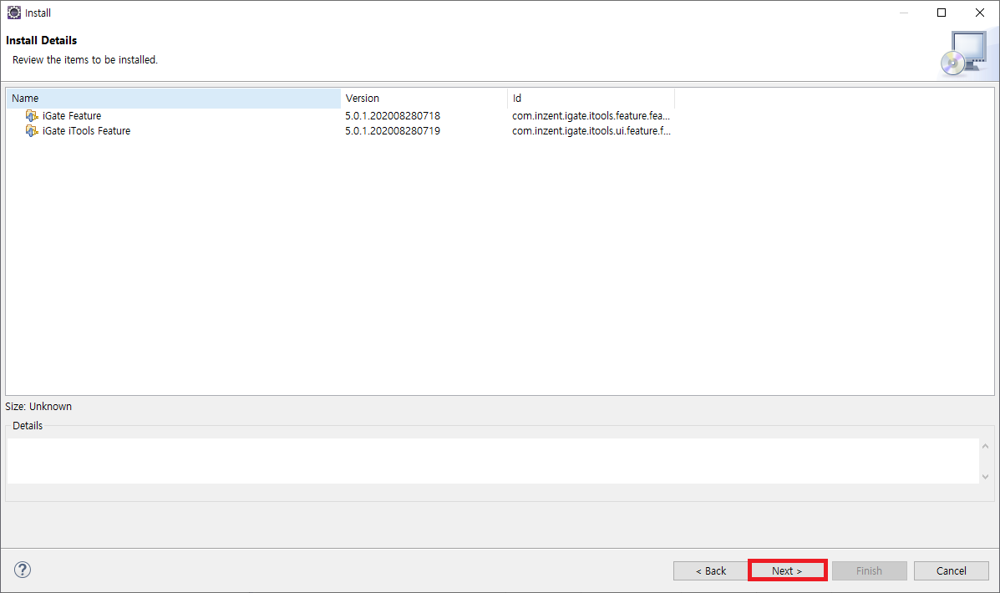 Install
Install Details
Review the items to be installed.
Name Version Id
iGate Feature 5.0.1.202008280718 com.inzent.igate.itools.feature.fea...
iGate iTools Feature 5.0.1.202008280719 com.inzent.igate.itools.ui.feature.f...
Size: Unknown
Details
? < Back Next > Finish Cancel